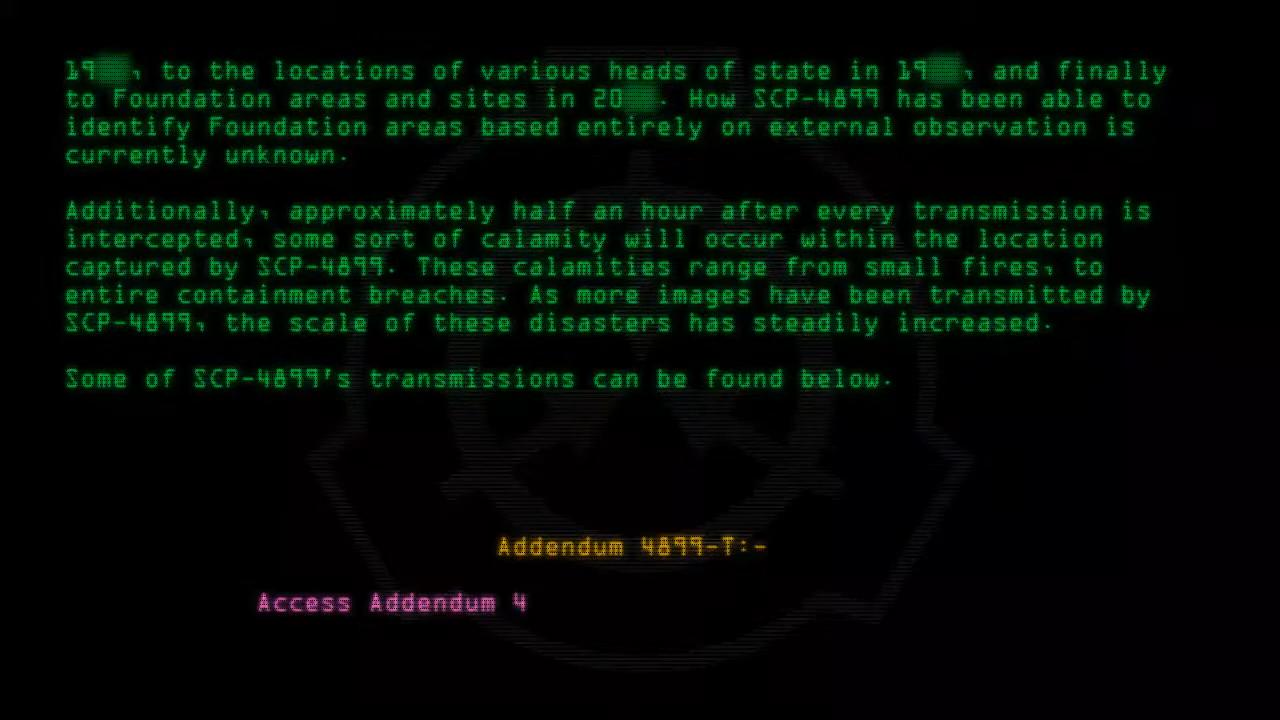 19██, to the locations of various heads of state in 19██, and finally
to Foundation areas and sites in 20██. How SCP-4899 has been able to
identify Foundation areas based entirely on external observation is
currently unknown.
Additionally, approximately half an hour after every transmission is
intercepted, some sort of calamity will occur within the location
captured by SCP-4899. These calamities range from small fires, to
entire containment breaches. As more images have been transmitted by
SCP-4899, the scale of these disasters has steadily increased.
Some of SCP-4899's transmissions can be found below.
Addendum 4899-T:-
Access Addendum 4